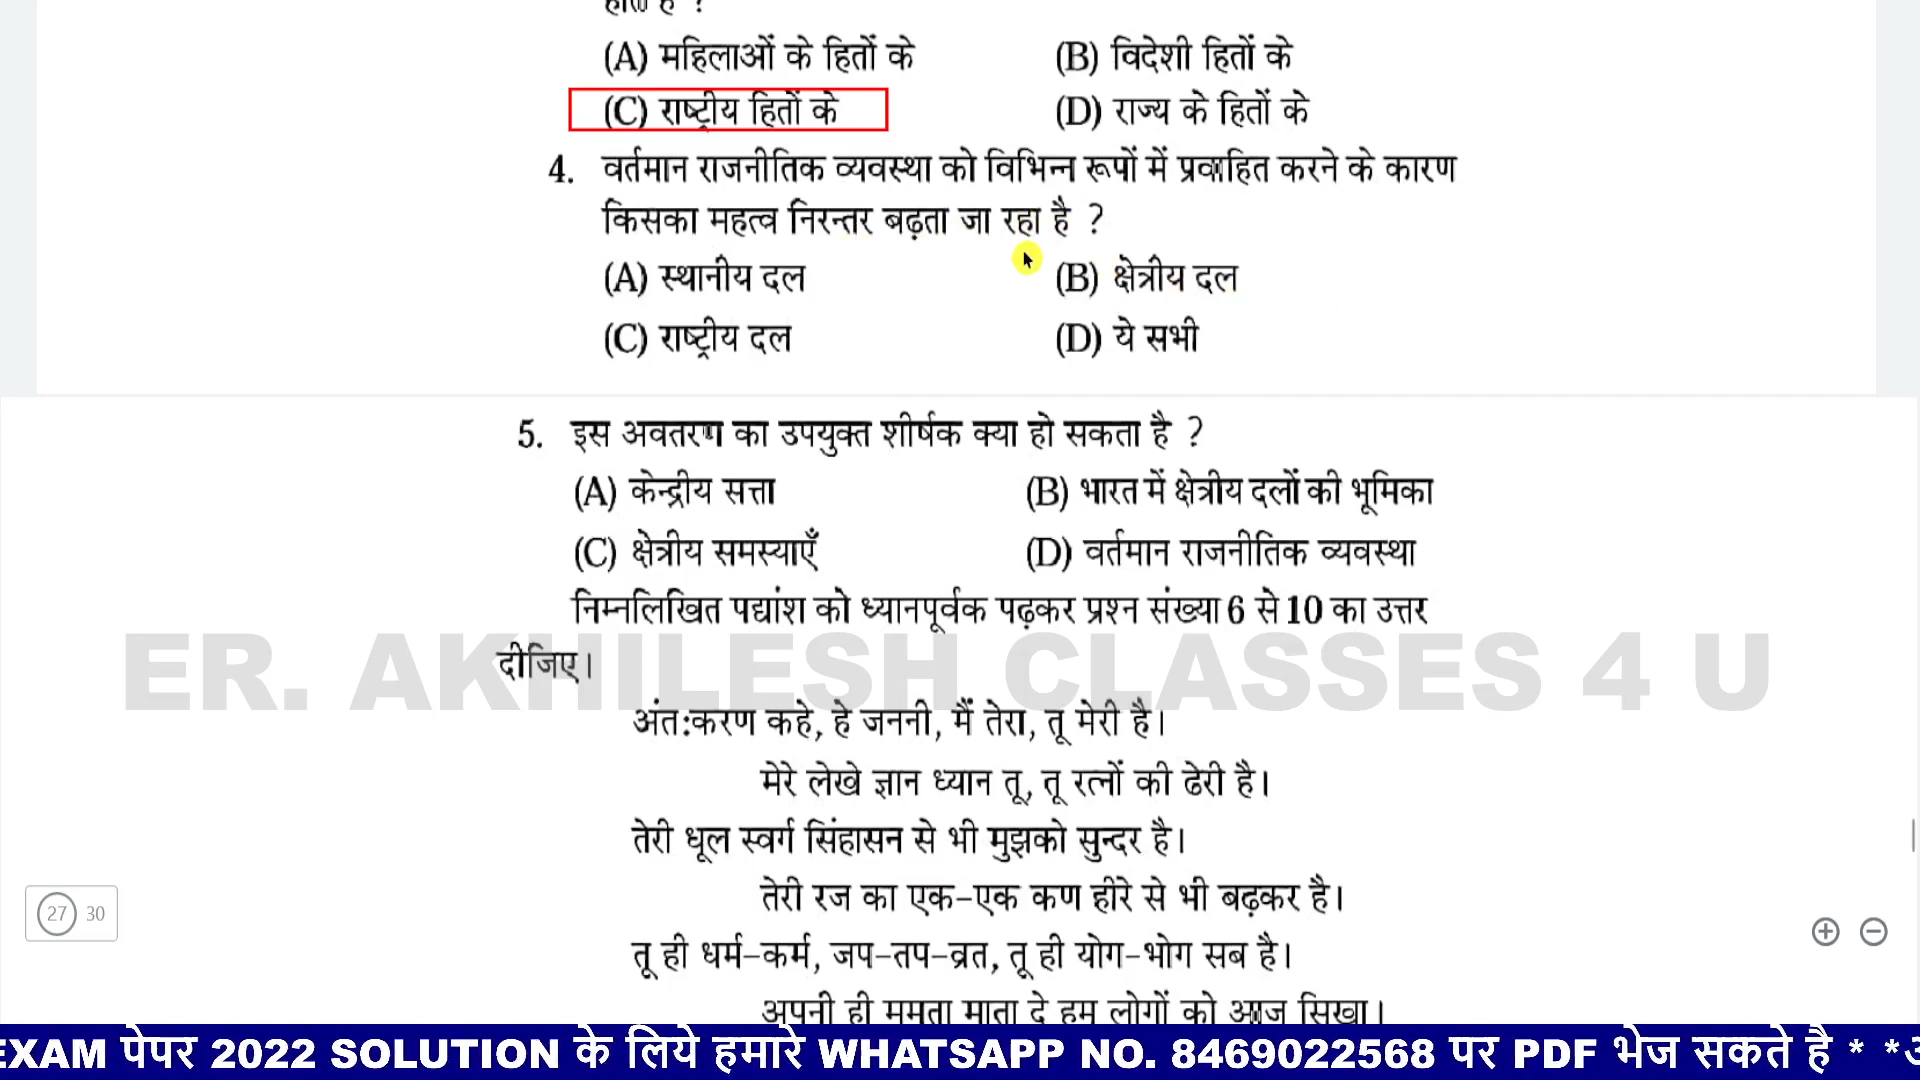 होते हैं ?
(A) महिलाओं के हितों के (B) विदेशी हितों के
(C) राष्ट्रीय हितों के (D) राज्य के हितों के
4. वर्तमान राजनीतिक व्यवस्था को विभिन्न रूपों में प्रवाहित करने के कारण
किसका महत्व निरन्तर बढ़ता जा रहा है ?
(A) स्थानीय दल (B) क्षेत्रीय दल
(C) राष्ट्रीय दल (D) ये सभी
5. इस अवतरण का उपयुक्त शीर्षक क्या हो सकता है ?
(A) केन्द्रीय सत्ता (B) भारत में क्षेत्रीय दलों की भूमिका
(C) क्षेत्रीय समस्याएँ (D) वर्तमान राजनीतिक व्यवस्था
निम्नलिखित पद्यांश को ध्यानपूर्वक पढ़कर प्रश्न संख्या 6 से 10 का उत्तर
दीजिए।
ER. AKHILESH CLASSES 4 U
अंत:करण कहे, हे जननी, मैं तेरा, तू मेरी है।
मेरे लेखे ज्ञान ध्यान तू, तू रत्नों की ढेरी है।
तेरी धूल स्वर्ग सिंहासन से भी मुझको सुन्दर है।
तेरी रज का एक-एक कण हीरे से भी बढ़कर है।
27 30
तू ही धर्म-कर्म, जप-तप-व्रत, तू ही योग-भोग सब है।
अपनी ही ममता माता दे हम लोगों को आज सिखा।
EXAM पेपर 2022 SOLUTION के लिये हमारे WHATSAPP NO. 8469022568 पर PDF भेज सकते है * *